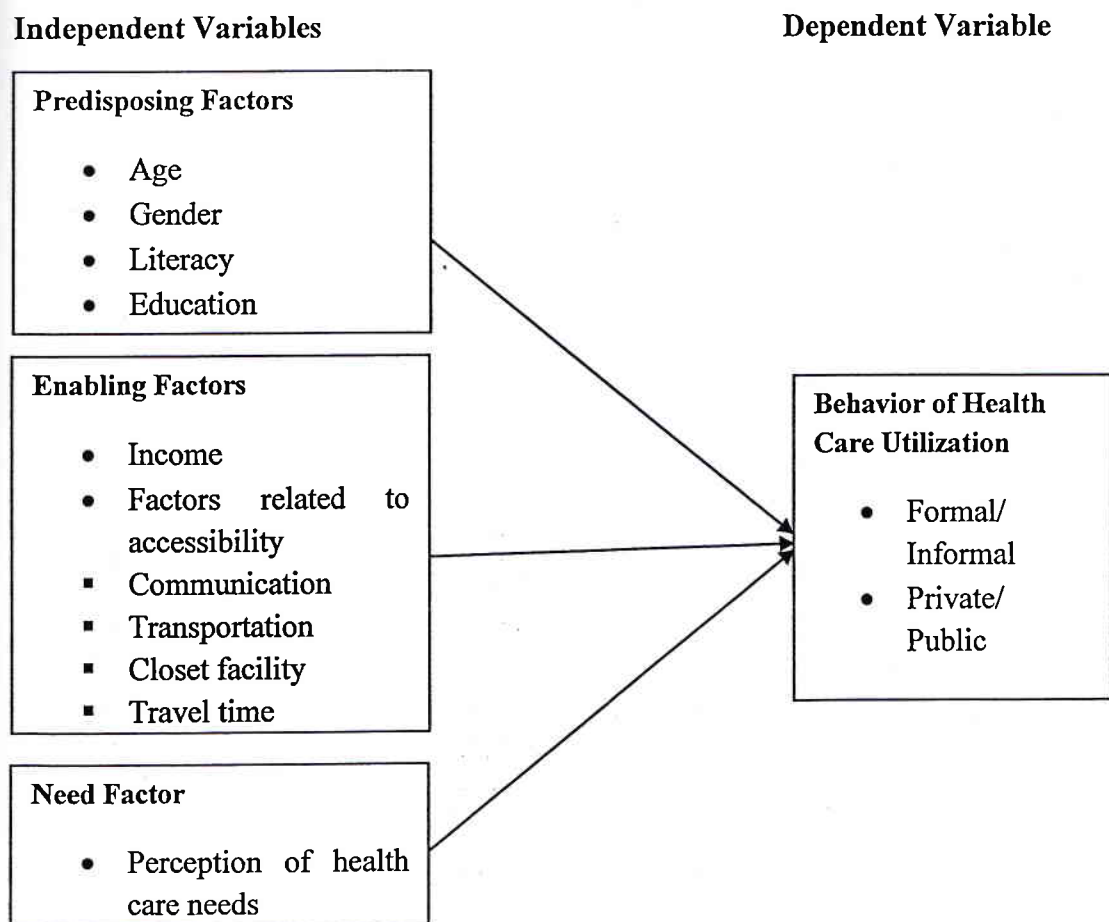 Independent Variables
Dependent Variable
Predisposing Factors
• Age
• Gender
• Literacy
• Education
Enabling Factors
• Income
• Factors related to
accessibility
▪ Communication
▪ Transportation
▪ Closet facility
▪ Travel time
Need Factor
• Perception of health
care needs
Behavior of Health
Care Utilization
• Formal/
Informal
• Private/
Public